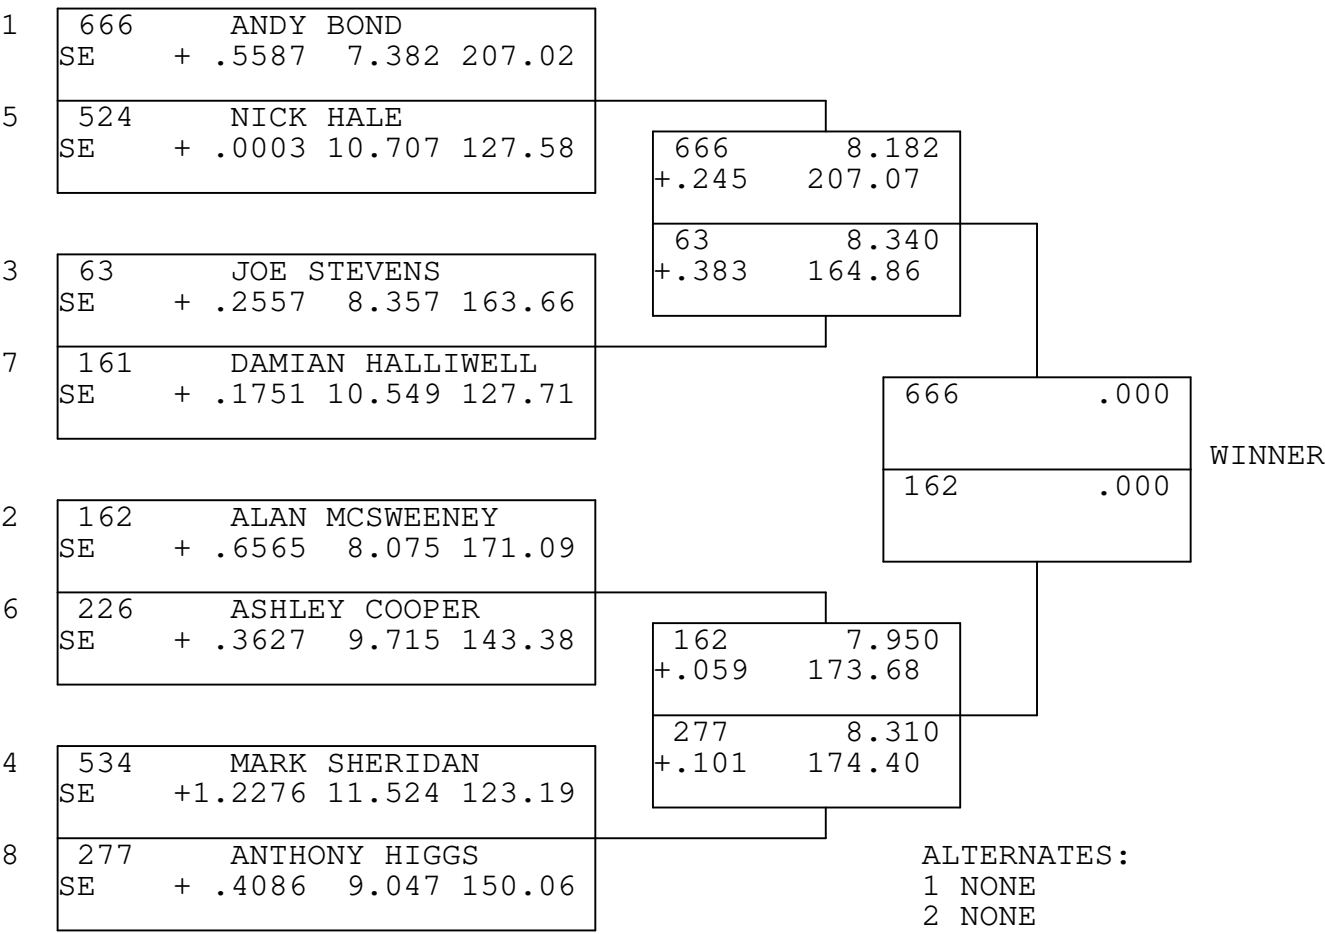 1 666 ANDY BOND
SE + .5587 7.382 207.02
5 524 NICK HALE
SE + .0003 10.707 127.58
666 8.182
+.245 207.07
63 8.340
+.383 164.86
3 63 JOE STEVENS
SE + .2557 8.357 163.66
7 161 DAMIAN HALLIWELL
SE + .1751 10.549 127.71
666 .000
WINNER
162 .000
2 162 ALAN MCSWEENEY
SE + .6565 8.075 171.09
6 226 ASHLEY COOPER
SE + .3627 9.715 143.38
162 7.950
+.059 173.68
277 8.310
+.101 174.40
4 534 MARK SHERIDAN
SE +1.2276 11.524 123.19
8 277 ANTHONY HIGGS
SE + .4086 9.047 150.06
ALTERNATES:
1 NONE
2 NONE